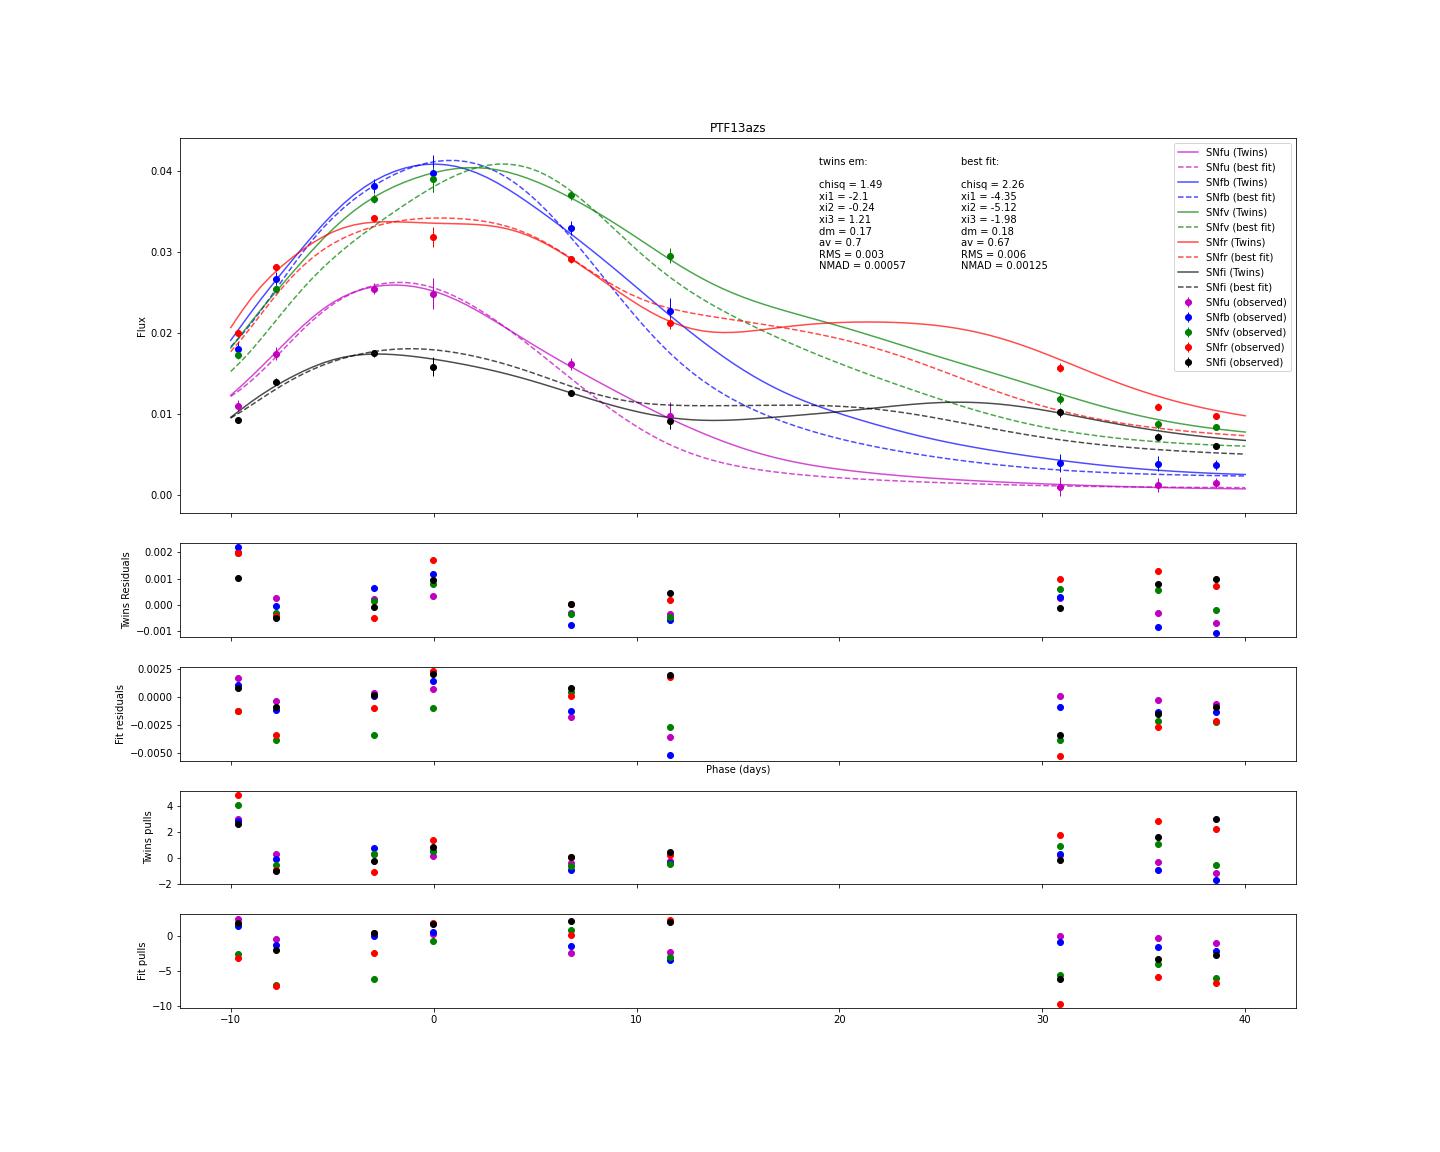 PTF13azs
Flux
0.04
0.03
0.02
0.01
0.00
twins em:
chisq = 1.49
xi1 = -2.1
xi2 = -0.24
xi3 = 1.21
dm = 0.17
av = 0.7
RMS = 0.003
NMAD = 0.00057
best fit:
chisq = 2.26
xi1 = -4.35
xi2 = -5.12
xi3 = -1.98
dm = 0.18
av = 0.67
RMS = 0.006
NMAD = 0.00125
SNfu (Twins)
SNfu (best fit)
SNfb (Twins)
SNfb (best fit)
SNfv (Twins)
SNfv (best fit)
SNfr (Twins)
SNfr (best fit)
SNfi (Twins)
SNfi (best fit)
SNfu (observed)
SNfb (observed)
SNfv (observed)
SNfr (observed)
SNfi (observed)
Twins Residuals
0.002
0.001
0.000
−0.001
Fit residuals
0.0025
0.0000
−0.0025
−0.0050
Phase (days)
Twins pulls
4
2
0
−2
Fit pulls
0
−5
−10
−10
0
10
20
30
40